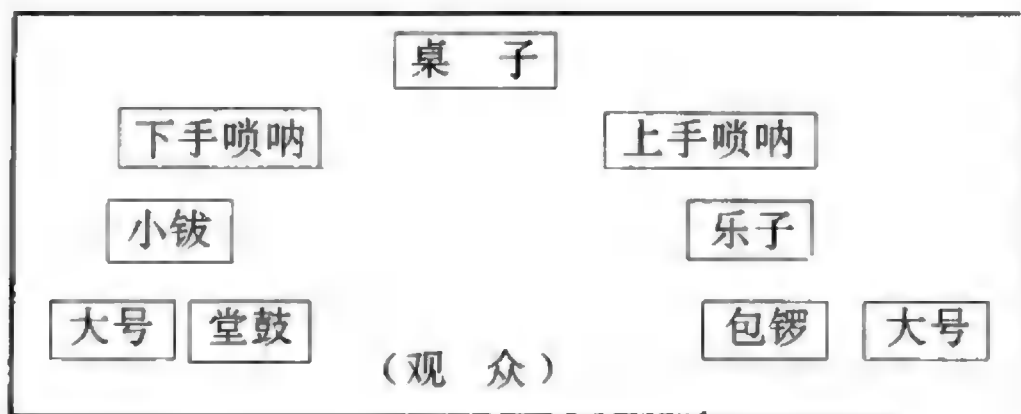 桌 子
下手唢呐 上手唢呐
小钹 乐子
大号 堂鼓 包锣 大号
(观 众)